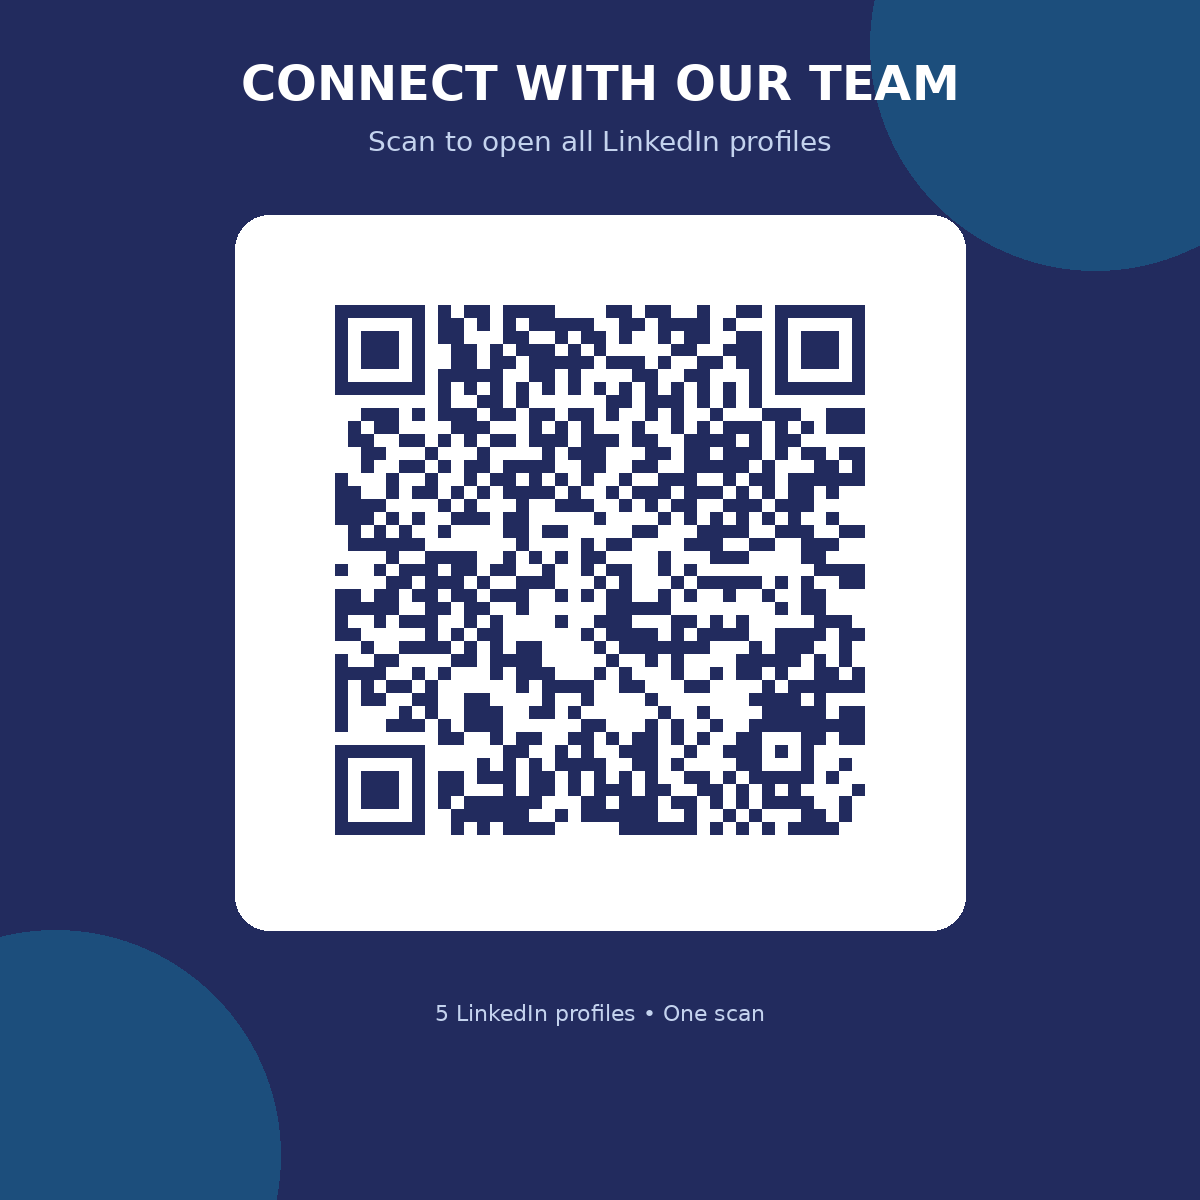 CONNECT WITH OUR TEAM
Scan to open all LinkedIn profiles
5 LinkedIn profiles • One scan